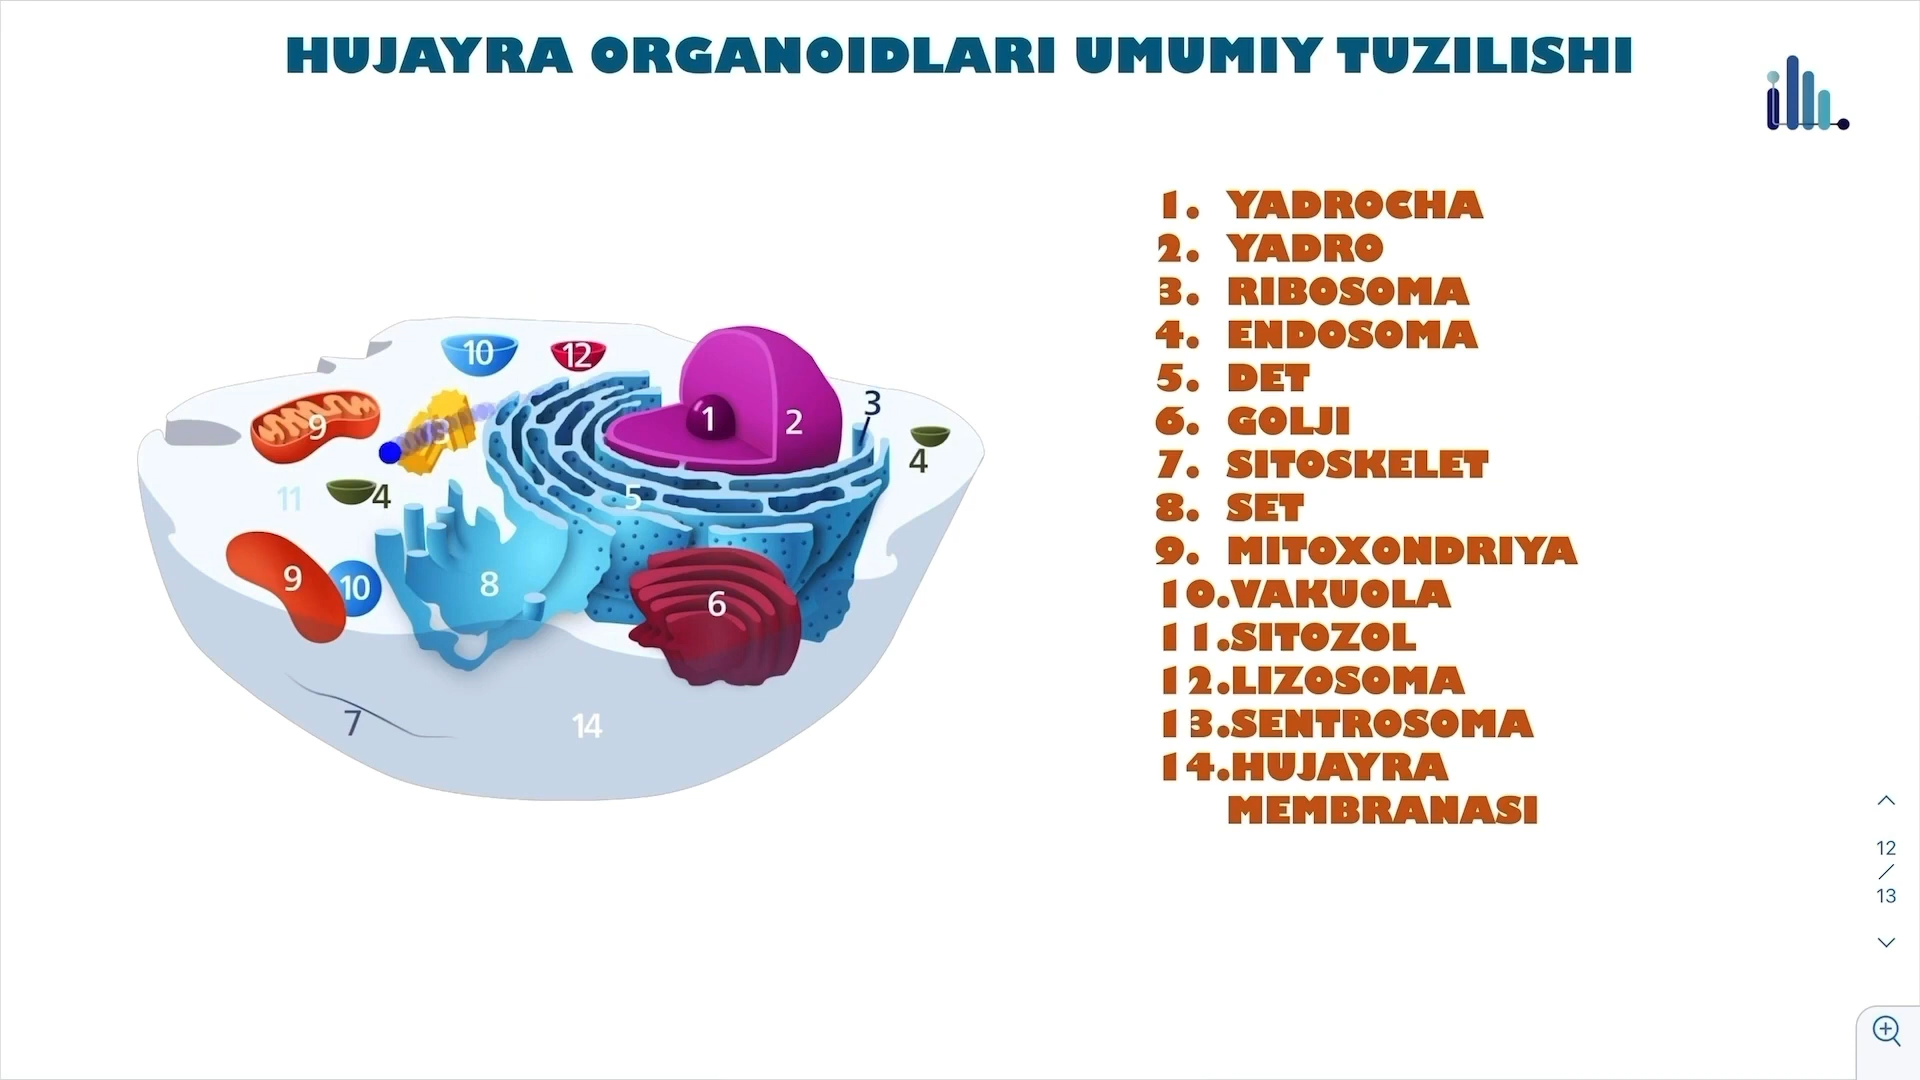 HUJAYRA ORGANOIDLARI UMUMIY TUZILISHI
1. YADROCHA
2. YADRO
3. RIBOSOMA
4. ENDOSOMA
5. DET
6. GOLJI
7. SITOSKELET
8. SET
9. MITOXONDRIYA
10.VAKUOLA
11.SITOZOL
12.LIZOSOMA
13.SENTROSOMA
14.HUJAYRA
MEMBRANASI
10
12
9
1
2
3
4
11
4
5
9
10
8
6
7
14
12
/
13